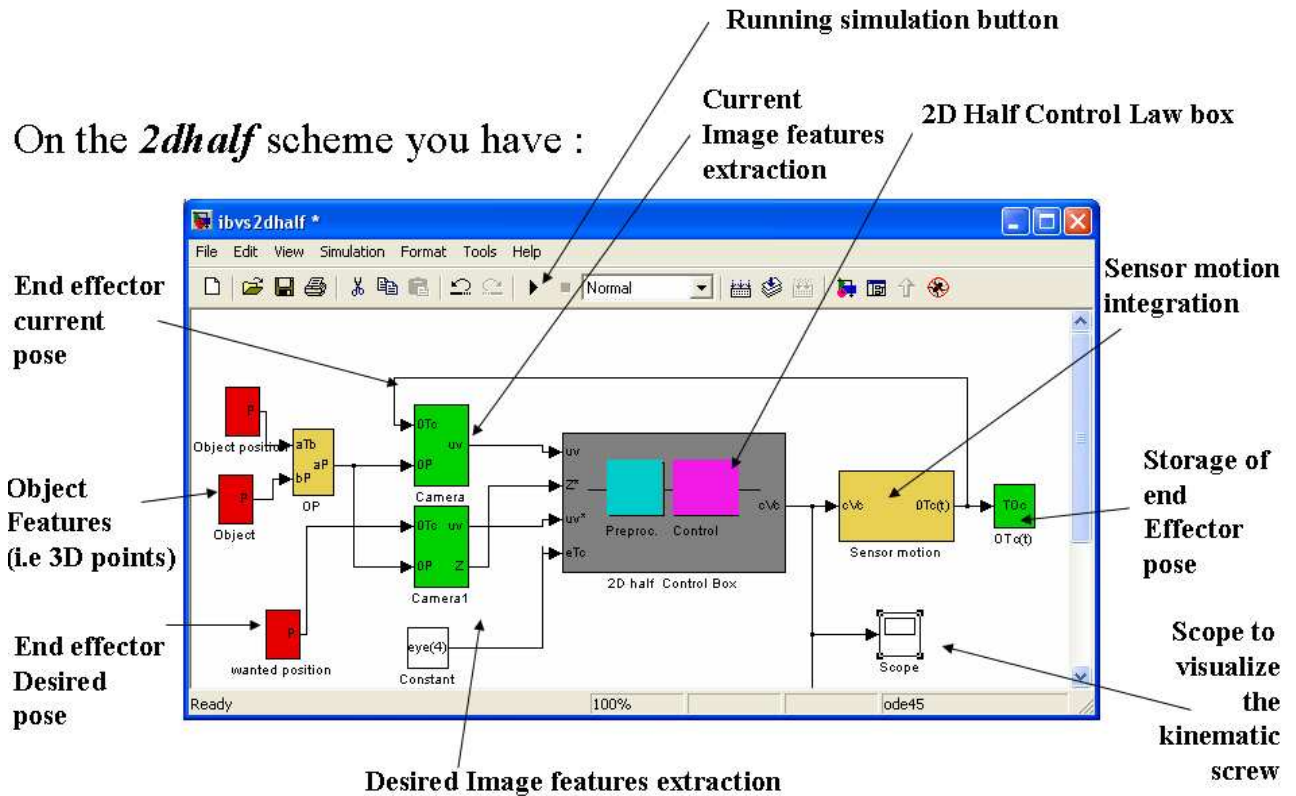 Running simulation button
Current
Image features
extraction
2D Half Control Law box
On the 2dhalf scheme you have :
ibvs2dhalf *
File Edit View Simulation Format Tools Help
Normal
End effector
current
pose
Sensor motion
integration
P
Object position
P
Object
aTb
bP
aP
OP
0Tc
uv
0P
Camera
0Tc
uv
0P
Z
Camera1
uv
Z*
uv*
eTc
Preproc.
Control
cVc
2D half Control Box
cVc
0Tc(t)
Sensor motion
T0c
0Tc(t)
Object
Features
(i.e 3D points)
Storage of
end
Effector
pose
P
wanted position
eye(4)
Constant
Scope
End effector
Desired
pose
Scope to
visualize
the
kinematic
screw
Ready
100%
ode45
Desired Image features extraction